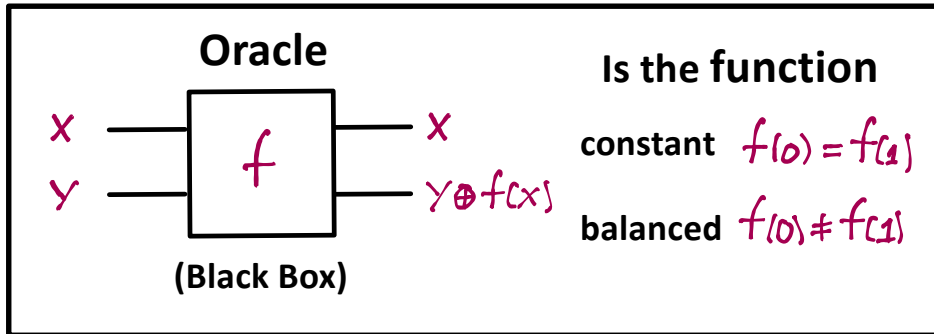 Oracle
Is the function
X
f
X
constant f(0) = f(1)
Y
Y⊕f(X)
balanced f(0) ≠ f(1)
(Black Box)